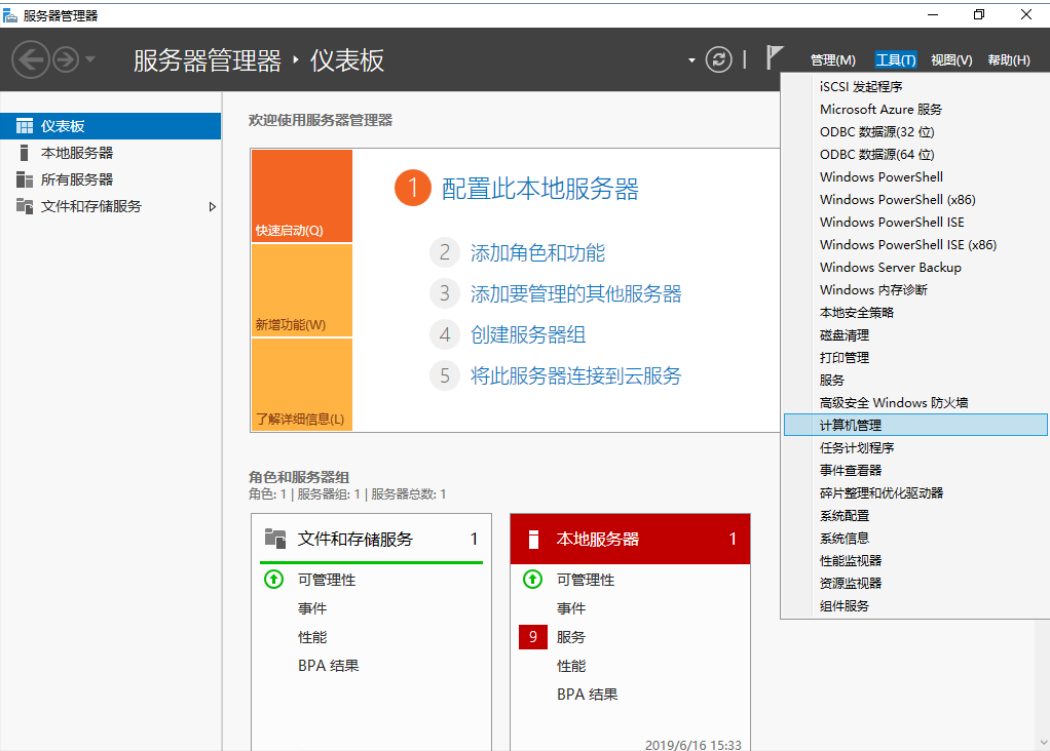 服务器管理器
服务器管理器 · 仪表板
管理(M) 工具(T) 视图(V) 帮助(H)
仪表板
本地服务器
所有服务器
文件和存储服务
欢迎使用服务器管理器
快速启动(Q)
新增功能(W)
了解详细信息(L)
1 配置此本地服务器
2 添加角色和功能
3 添加要管理的其他服务器
4 创建服务器组
5 将此服务器连接到云服务
角色和服务器组
角色: 1 | 服务器组: 1 | 服务器总数: 1
文件和存储服务 1
可管理性
事件
性能
BPA 结果
本地服务器 1
可管理性
事件
9 服务
性能
BPA 结果
2019/6/16 15:33
iSCSI 发起程序
Microsoft Azure 服务
ODBC 数据源(32 位)
ODBC 数据源(64 位)
Windows PowerShell
Windows PowerShell (x86)
Windows PowerShell ISE
Windows PowerShell ISE (x86)
Windows Server Backup
Windows 内存诊断
本地安全策略
磁盘清理
打印管理
服务
高级安全 Windows 防火墙
计算机管理
任务计划程序
事件查看器
碎片整理和优化驱动器
系统配置
系统信息
性能监视器
资源监视器
组件服务